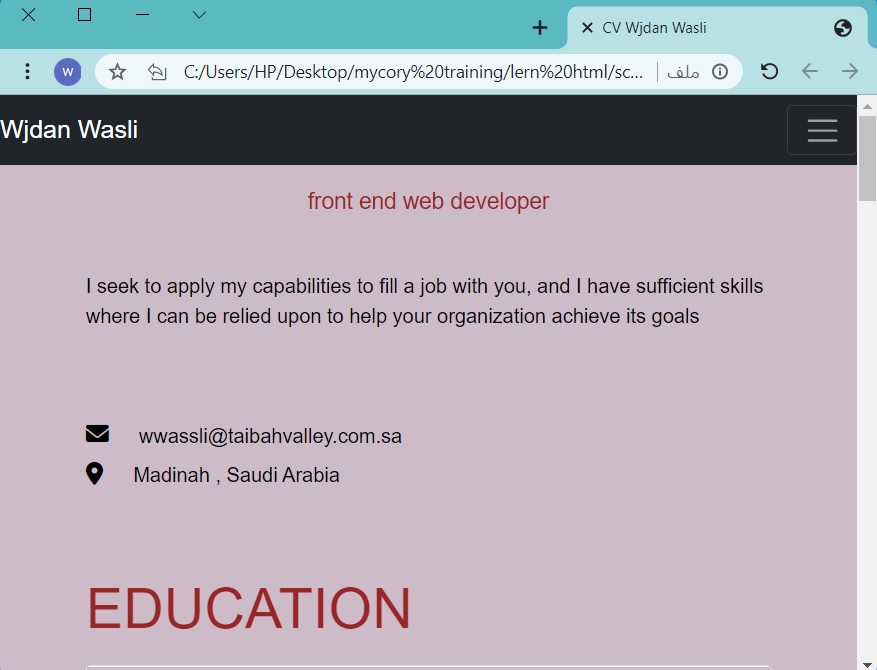 CV Wjdan Wasli
W
C:/Users/HP/Desktop/mycory%20training/lern%20html/sc...
ملف
Wjdan Wasli
front end web developer
I seek to apply my capabilities to fill a job with you, and I have sufficient skills
where I can be relied upon to help your organization achieve its goals
wwassli@taibahvalley.com.sa
Madinah , Saudi Arabia
EDUCATION